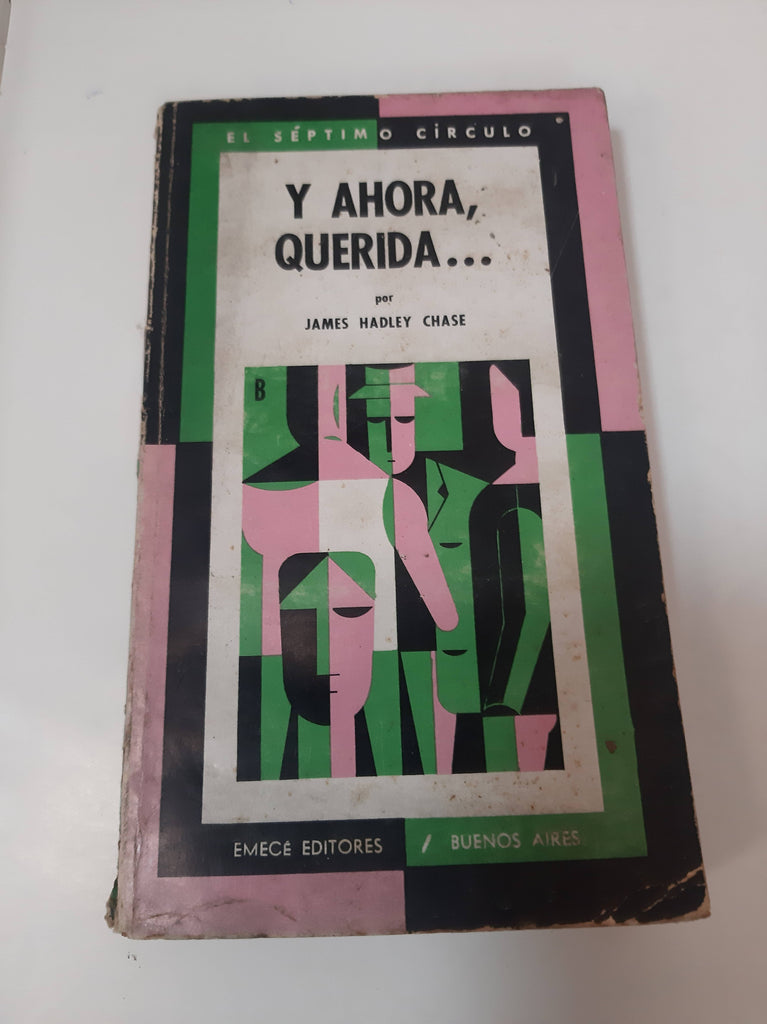 EL SÉPTIMO CÍRCULO
Y AHORA,
QUERIDA...
por
JAMES HADLEY CHASE
B
EMECÉ EDITORES / BUENOS AIRES